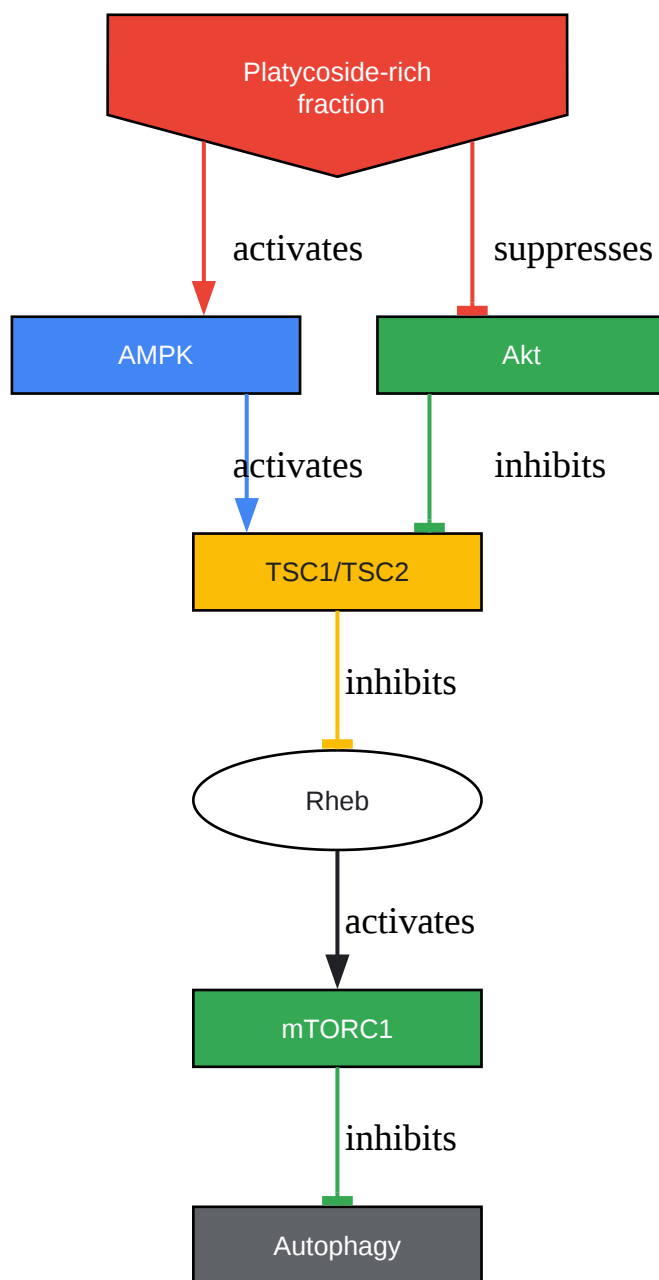 Platycoside-rich
fraction
activates
suppresses
AMPK
Akt
activates
inhibits
TSC1/TSC2
inhibits
Rheb
activates
mTORC1
inhibits
Autophagy